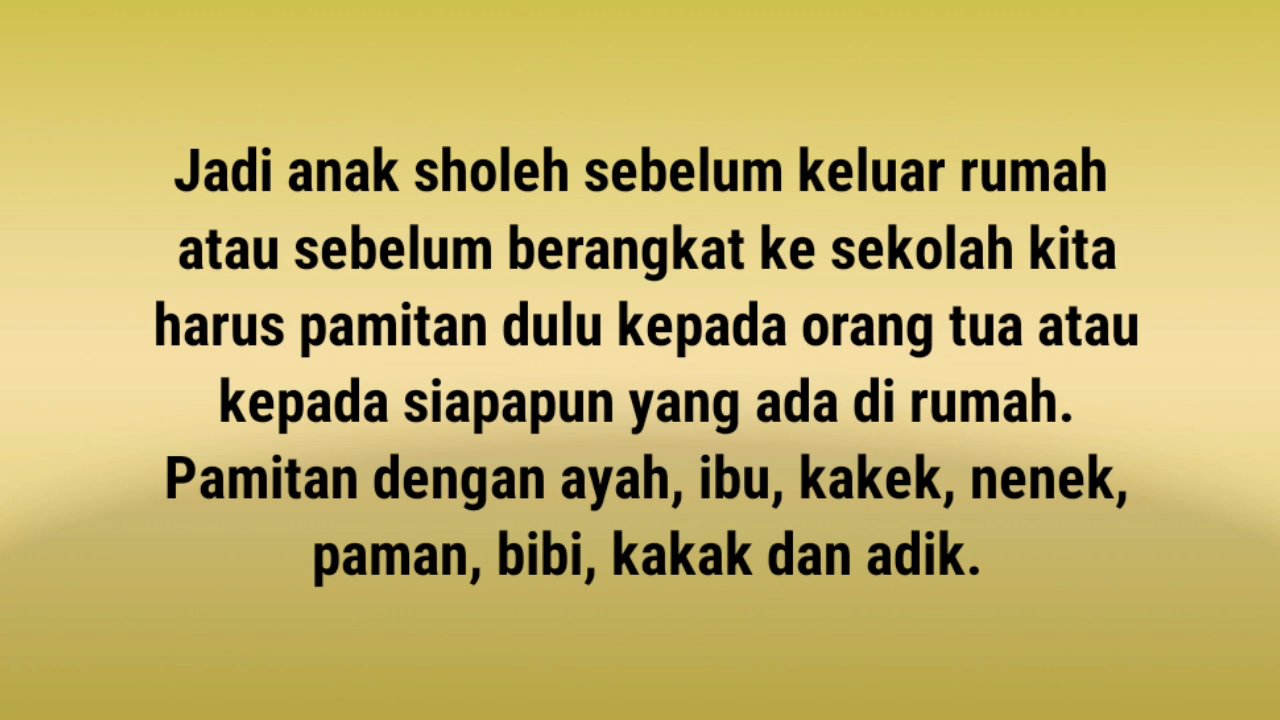 Jadi anak sholeh sebelum keluar rumah
atau sebelum berangkat ke sekolah kita
harus pamitan dulu kepada orang tua atau
kepada siapapun yang ada di rumah.
Pamitan dengan ayah, ibu, kakek, nenek,
paman, bibi, kakak dan adik.